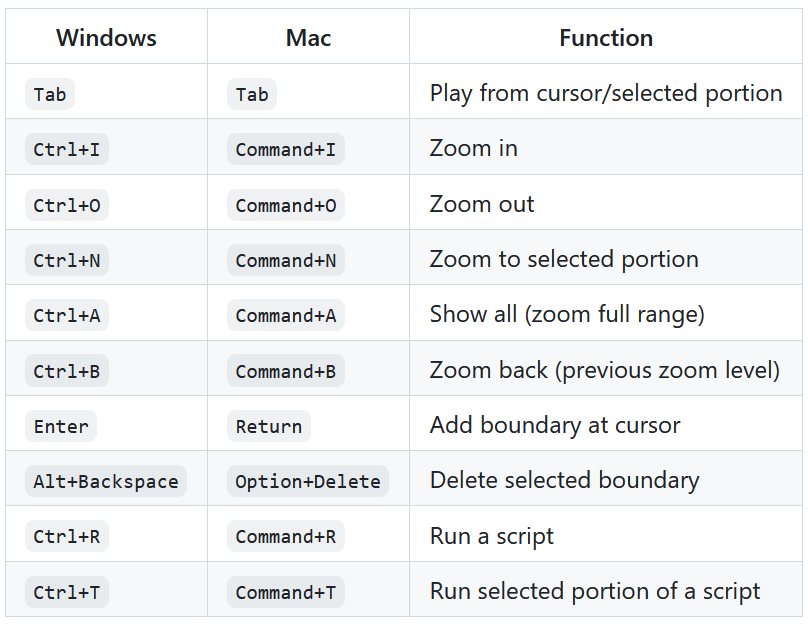 Windows Mac Function
Tab Tab Play from cursor/selected portion
Ctrl+I Command+I Zoom in
Ctrl+O Command+O Zoom out
Ctrl+N Command+N Zoom to selected portion
Ctrl+A Command+A Show all (zoom full range)
Ctrl+B Command+B Zoom back (previous zoom level)
Enter Return Add boundary at cursor
Alt+Backspace Option+Delete Delete selected boundary
Ctrl+R Command+R Run a script
Ctrl+T Command+T Run selected portion of a script